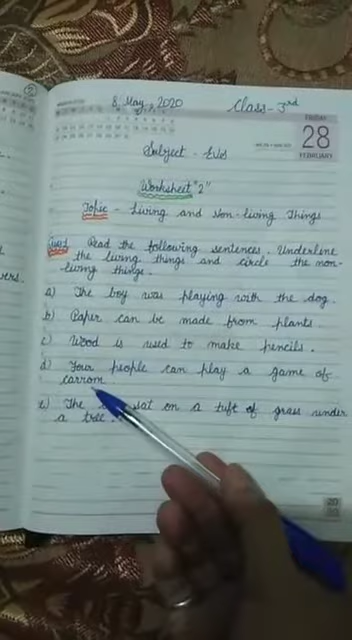 8, May, 2020 Class - 3rd
FRIDAY
28
FEBRUARY
Subject - Evs
Worksheet "2"
Topic - Living and Non-living Things
Read the following sentences. Underline
the living things and circle the non-
living things.
a) The boy was playing with the dog.
b) Paper can be made from plants.
c) Wood is used to make pencils.
d) Four people can play a game of
carrom.
e) The sat on a tuft of grass under
a tree.
20